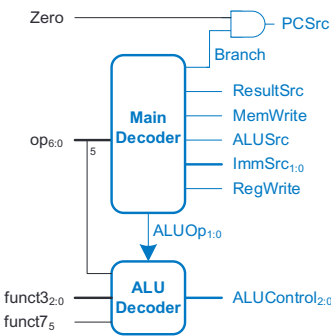 Zero
PCSrc
Branch
ResultSrc
Main
Decoder
MemWrite
op6:0
5
ALUSrc
ImmSrc1:0
RegWrite
ALUOp1:0
ALU
Decoder
funct32:0
ALUControl2:0
funct75